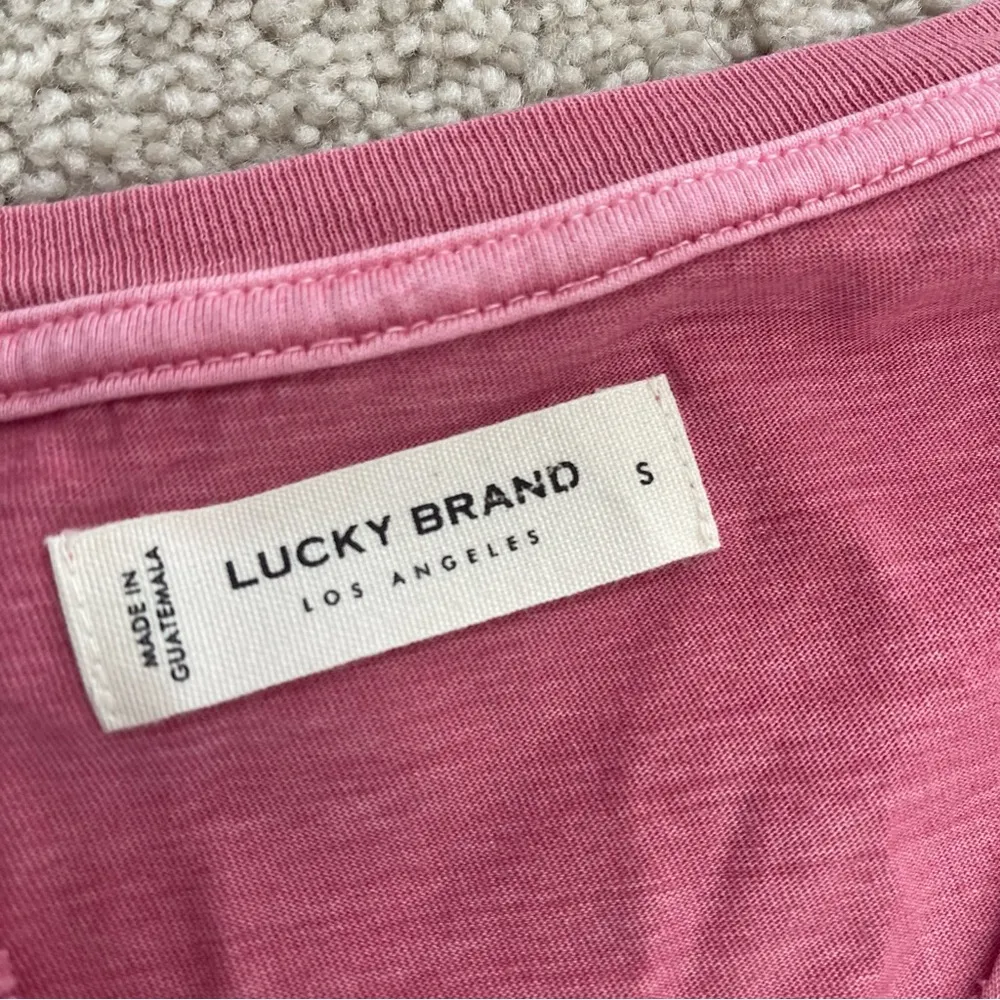 MADE IN
GUATEMALA
LUCKY BRAND
LOS ANGELES
S